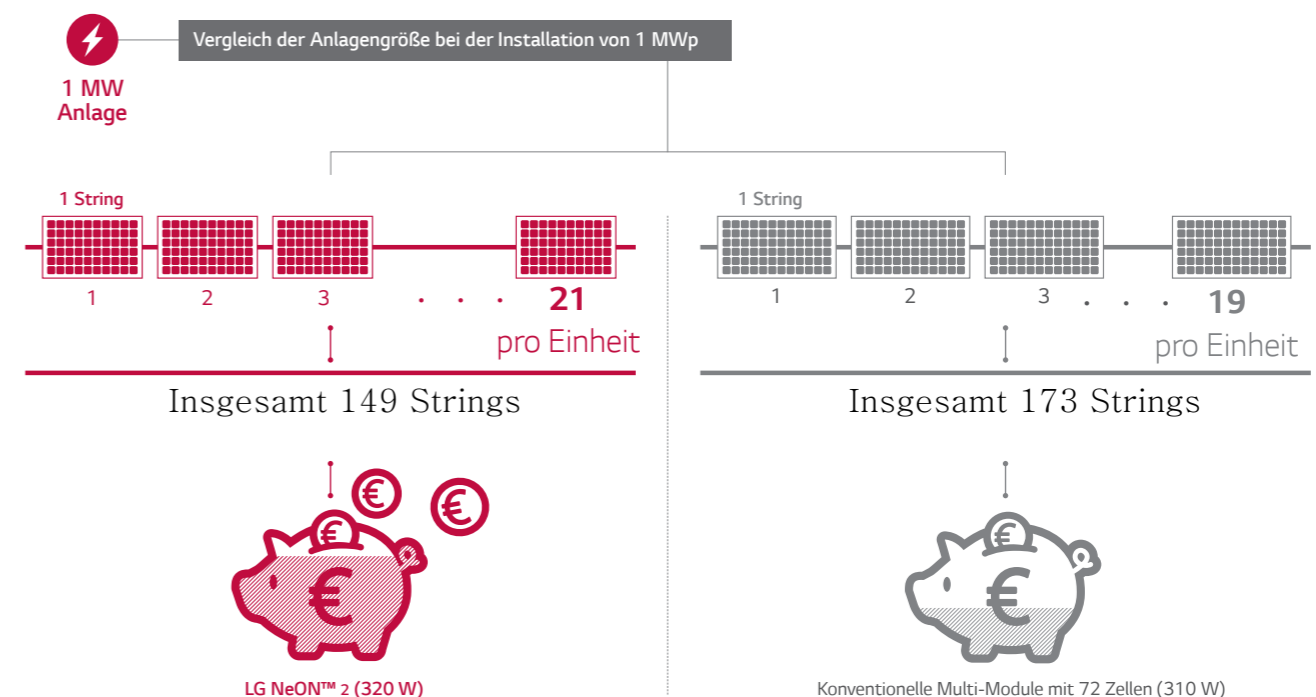 Vergleich der Anlagengröße bei der Installation von 1 MWp
1 MW
Anlage
1 String
1 2 3 . . . 21
pro Einheit
Insgesamt 149 Strings
€ € €
€
LG NeON™ 2 (320 W)
1 String
1 2 3 . . . 19
pro Einheit
Insgesamt 173 Strings
€
€
Konventionelle Multi-Module mit 72 Zellen (310 W)